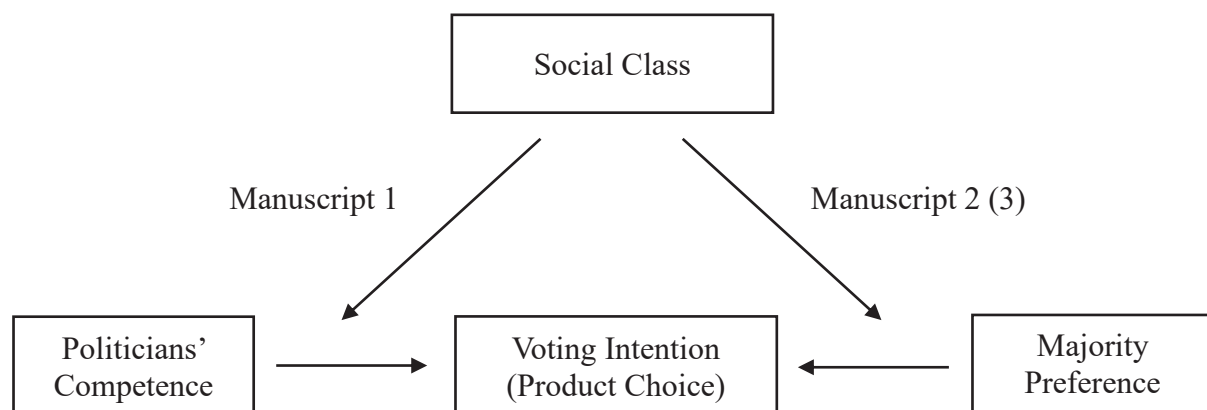 Social Class
Manuscript 1
Manuscript 2 (3)
Politicians’
Competence
Voting Intention
(Product Choice)
Majority
Preference